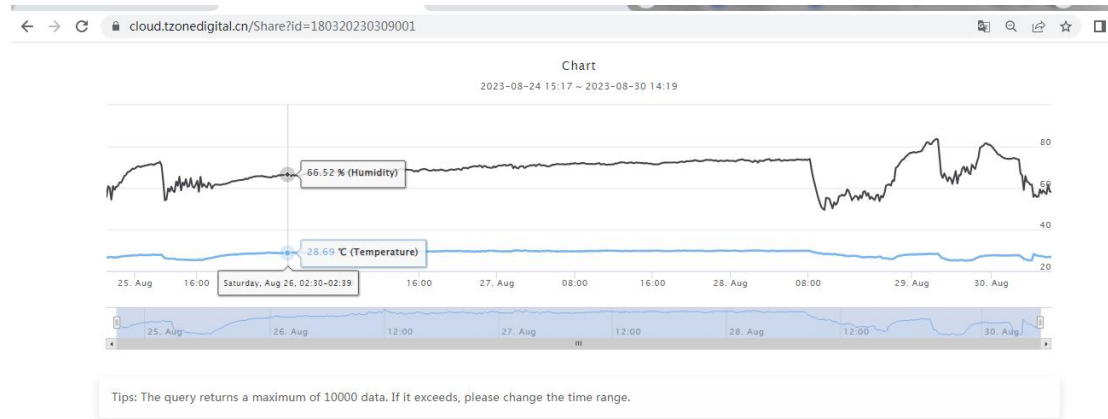 cloud.tzonedigital.cn/Share?id=180320230309001
Chart
2023-08-24 15:17 ~ 2023-08-30 14:19
80
66.52 % (Humidity)
60
40
28.69 ℃ (Temperature)
20
25. Aug 16:00 Saturday, Aug 26, 02:30-02:39 16:00 27. Aug 08:00 16:00 28. Aug 08:00 29. Aug 30. Aug
25. Aug 26. Aug 12:00 27. Aug 12:00 28. Aug 12:00 30. Aug
Tips: The query returns a maximum of 10000 data. If it exceeds, please change the time range.